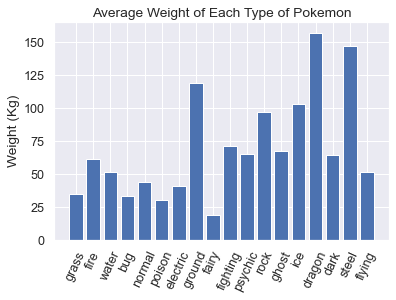 Average Weight of Each Type of Pokemon
Weight (Kg)
150
125
100
75
50
25
0
grass
fire
water
bug
normal
poison
electric
ground
fairy
fighting
psychic
rock
ghost
ice
dragon
dark
steel
flying